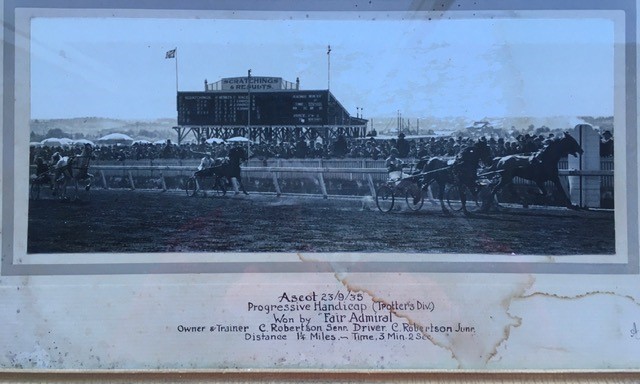 SCRATCHINGS
& RESULTS
Ascot 23/9/35
Progressive Handicap (Trotters Div.)
Won by "Fair Admiral"
Owner & Trainer C. Robertson Senr. Driver C. Robertson Junr.
Distance 1¼ Miles. ~ Time. 3 Min. 2 Sec.